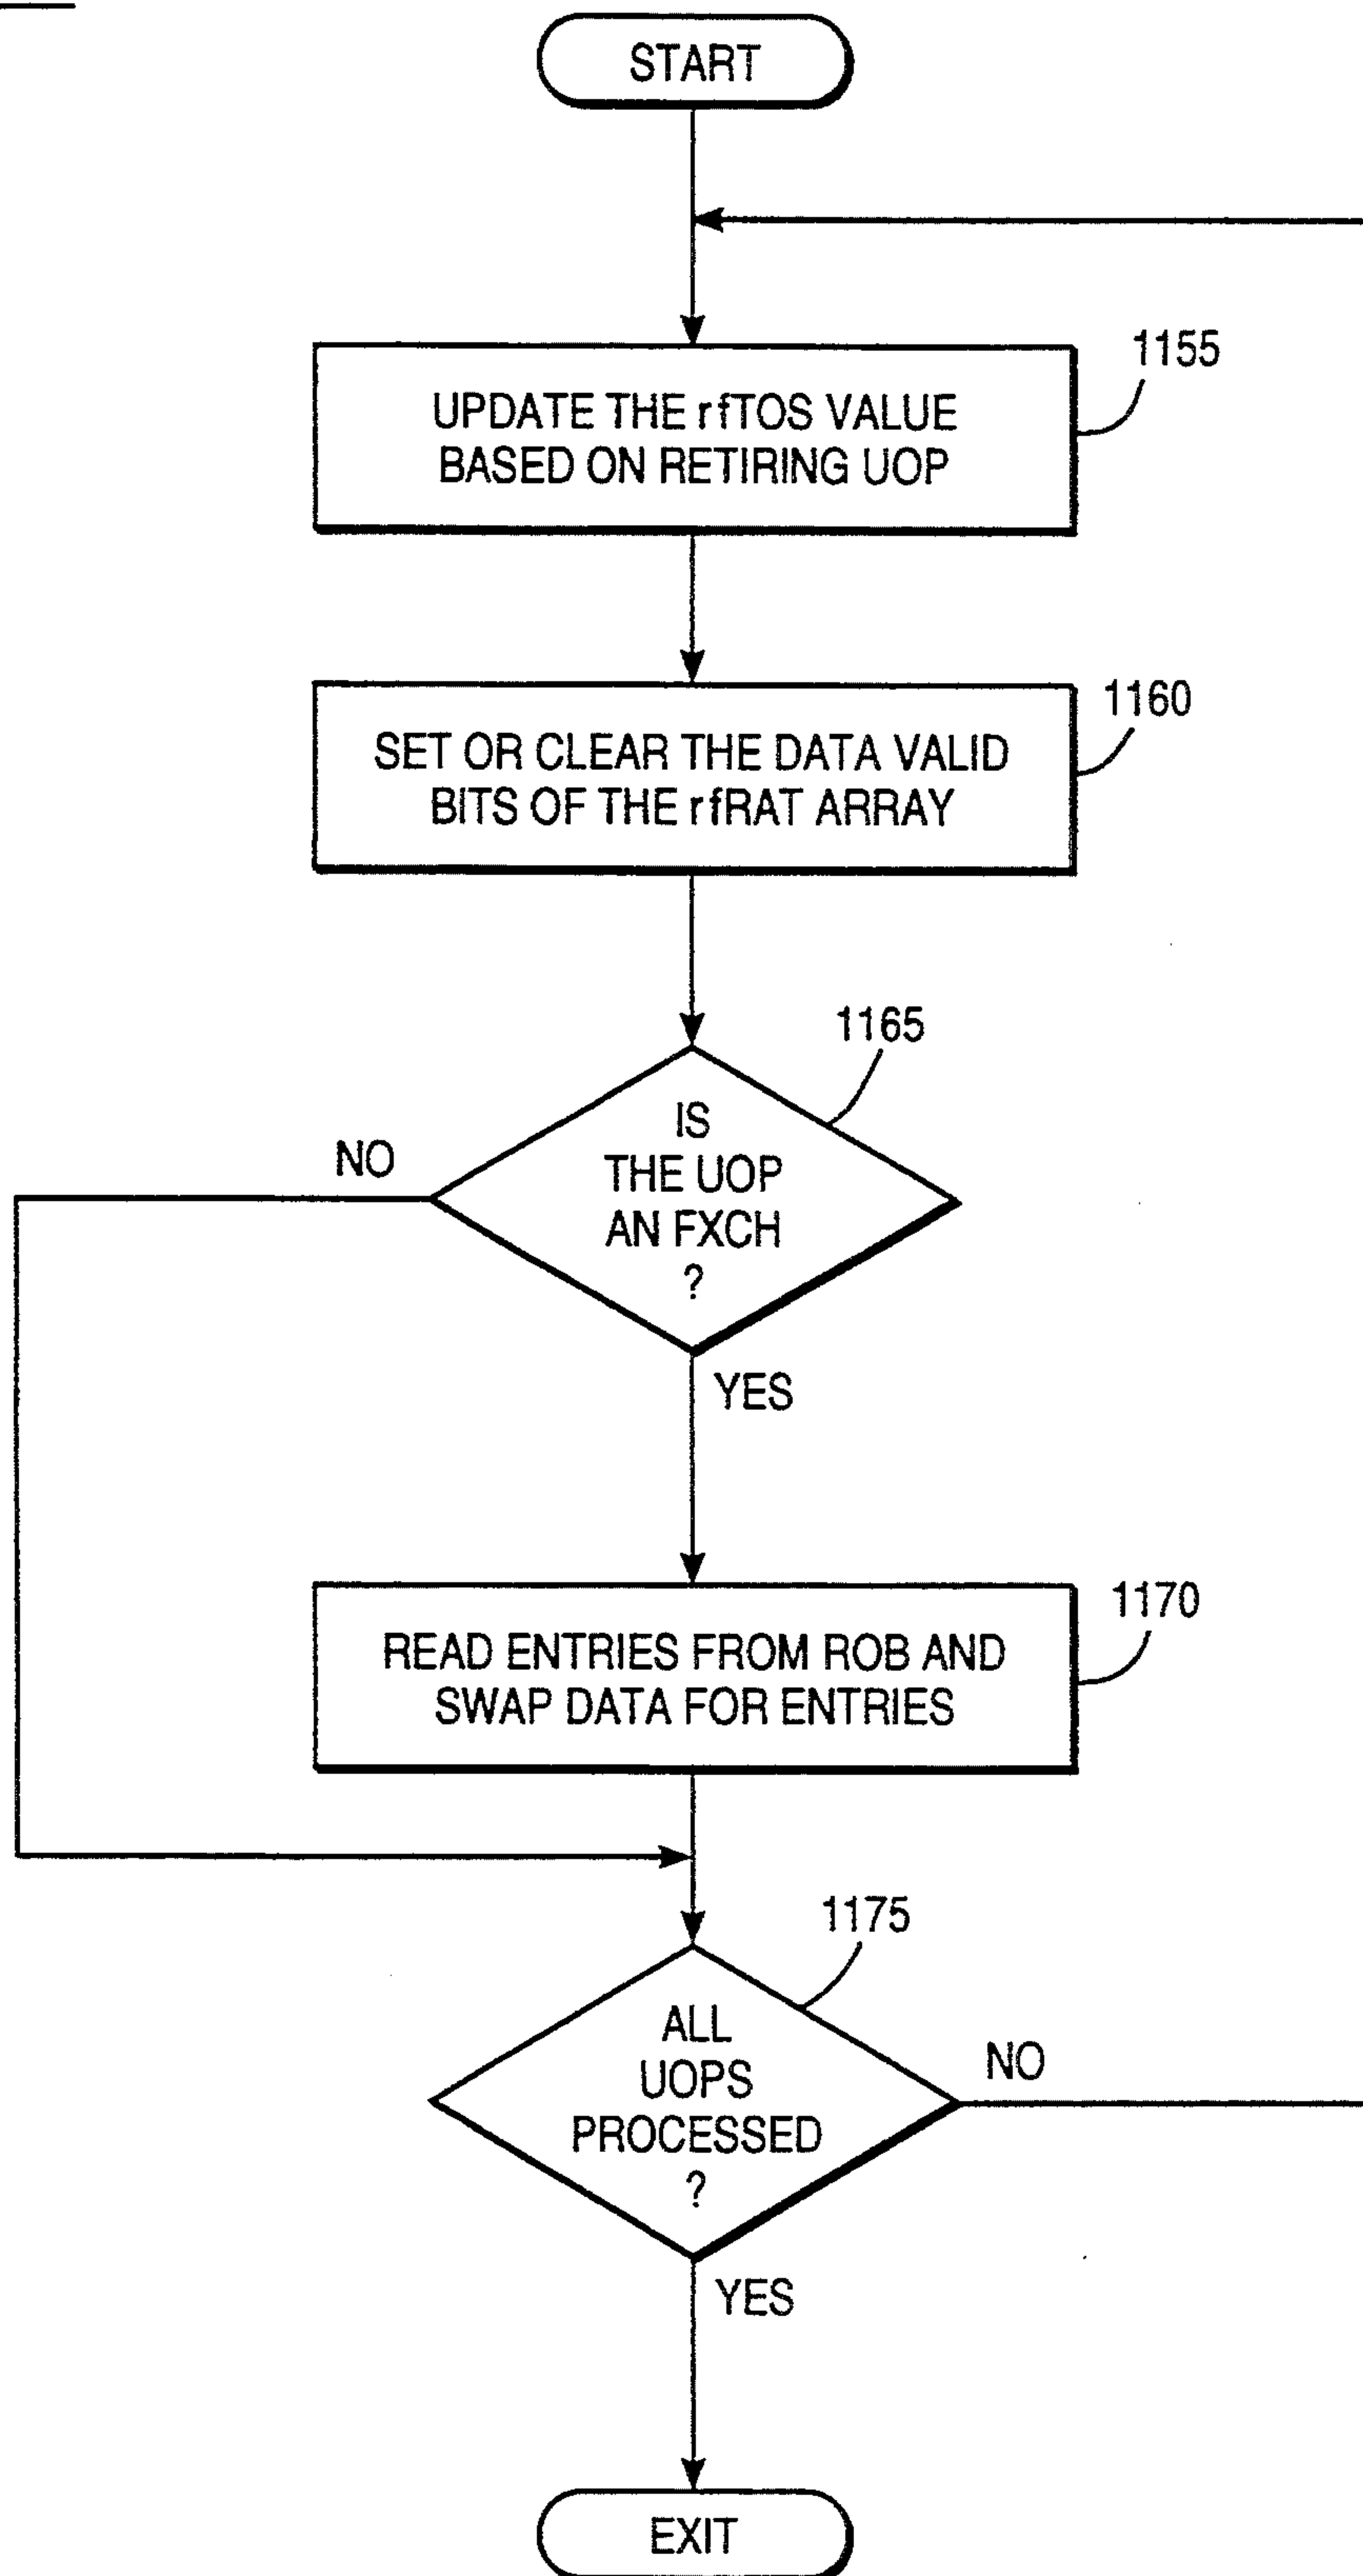 START
1155
UPDATE THE rfTOS VALUE
BASED ON RETIRING UOP
1160
SET OR CLEAR THE DATA VALID
BITS OF THE rfRAT ARRAY
1165
IS
THE UOP
AN FXCH
?
NO
YES
1170
READ ENTRIES FROM ROB AND
SWAP DATA FOR ENTRIES
1175
ALL
UOPS
PROCESSED
?
NO
YES
EXIT